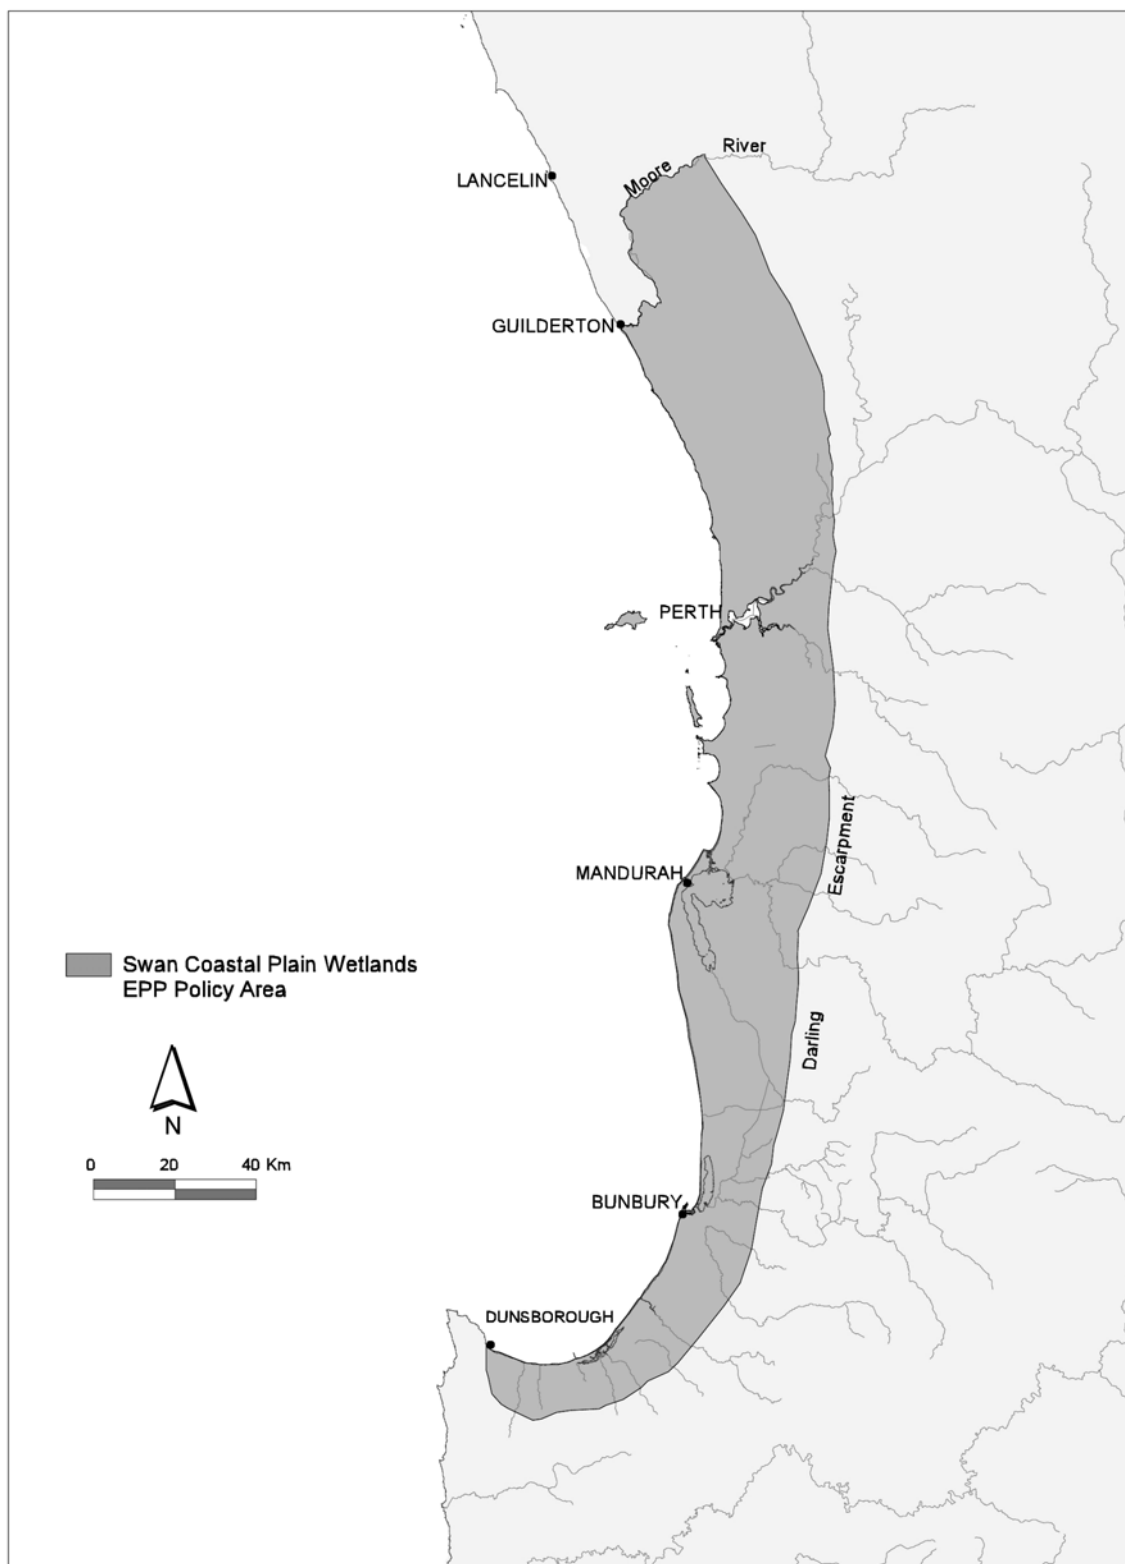 River
Moore
LANCELIN
GUILDERTON
PERTH
Escarpment
MANDURAH
Swan Coastal Plain Wetlands
EPP Policy Area
Darling
N
0 20 40 Km
BUNBURY
DUNSBOROUGH